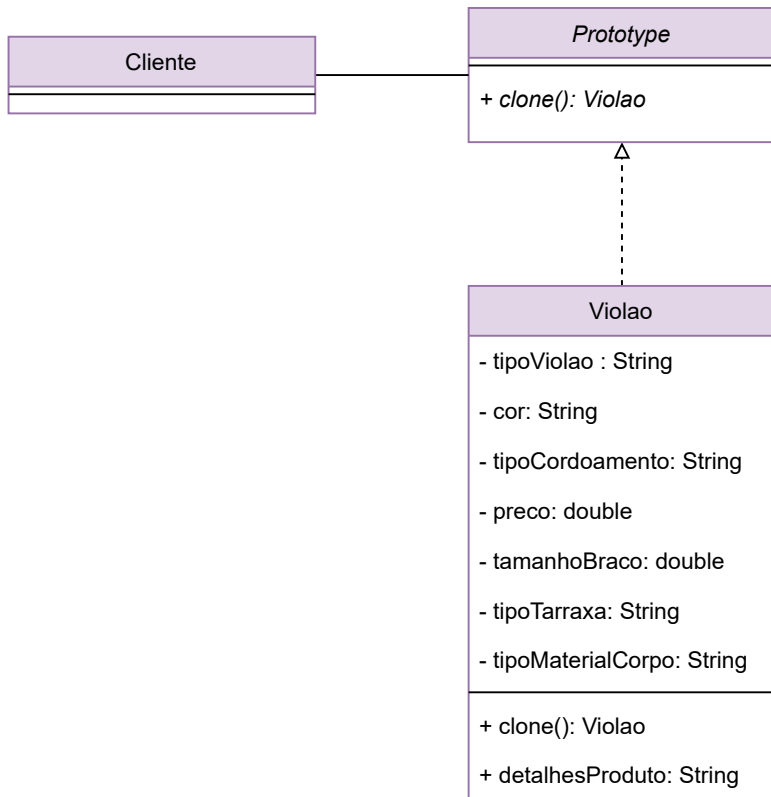 Cliente
Prototype
+ clone(): Violao
Violao
- tipoViolao : String
- cor: String
- tipoCordoamento: String
- preco: double
- tamanhoBraco: double
- tipoTarraxa: String
- tipoMaterialCorpo: String
+ clone(): Violao
+ detalhesProduto: String